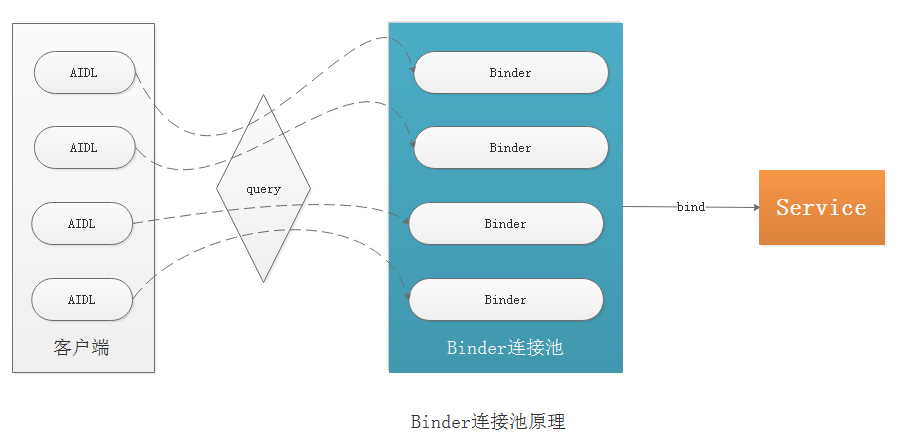 AIDL
AIDL
AIDL
AIDL
客户端
query
Binder
Binder
Binder
Binder
Binder连接池
bind
Service
Binder连接池原理